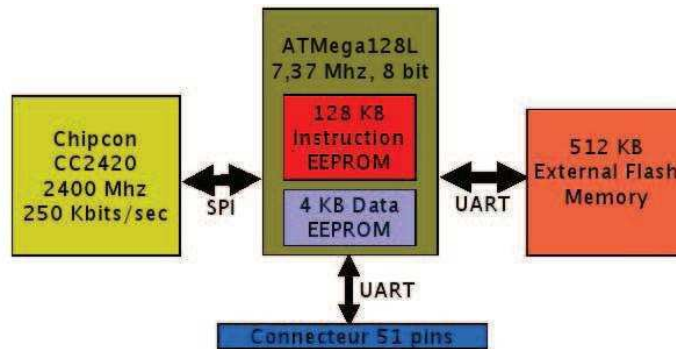 ATMega128L
7,37 Mhz, 8 bit
128 KB
Instruction
EEPROM
4 KB Data
EEPROM
Chipcon
CC2420
2400 Mhz
250 Kbits/sec
SPI
UART
512 KB
External Flash
Memory
UART
Connecteur 51 pins